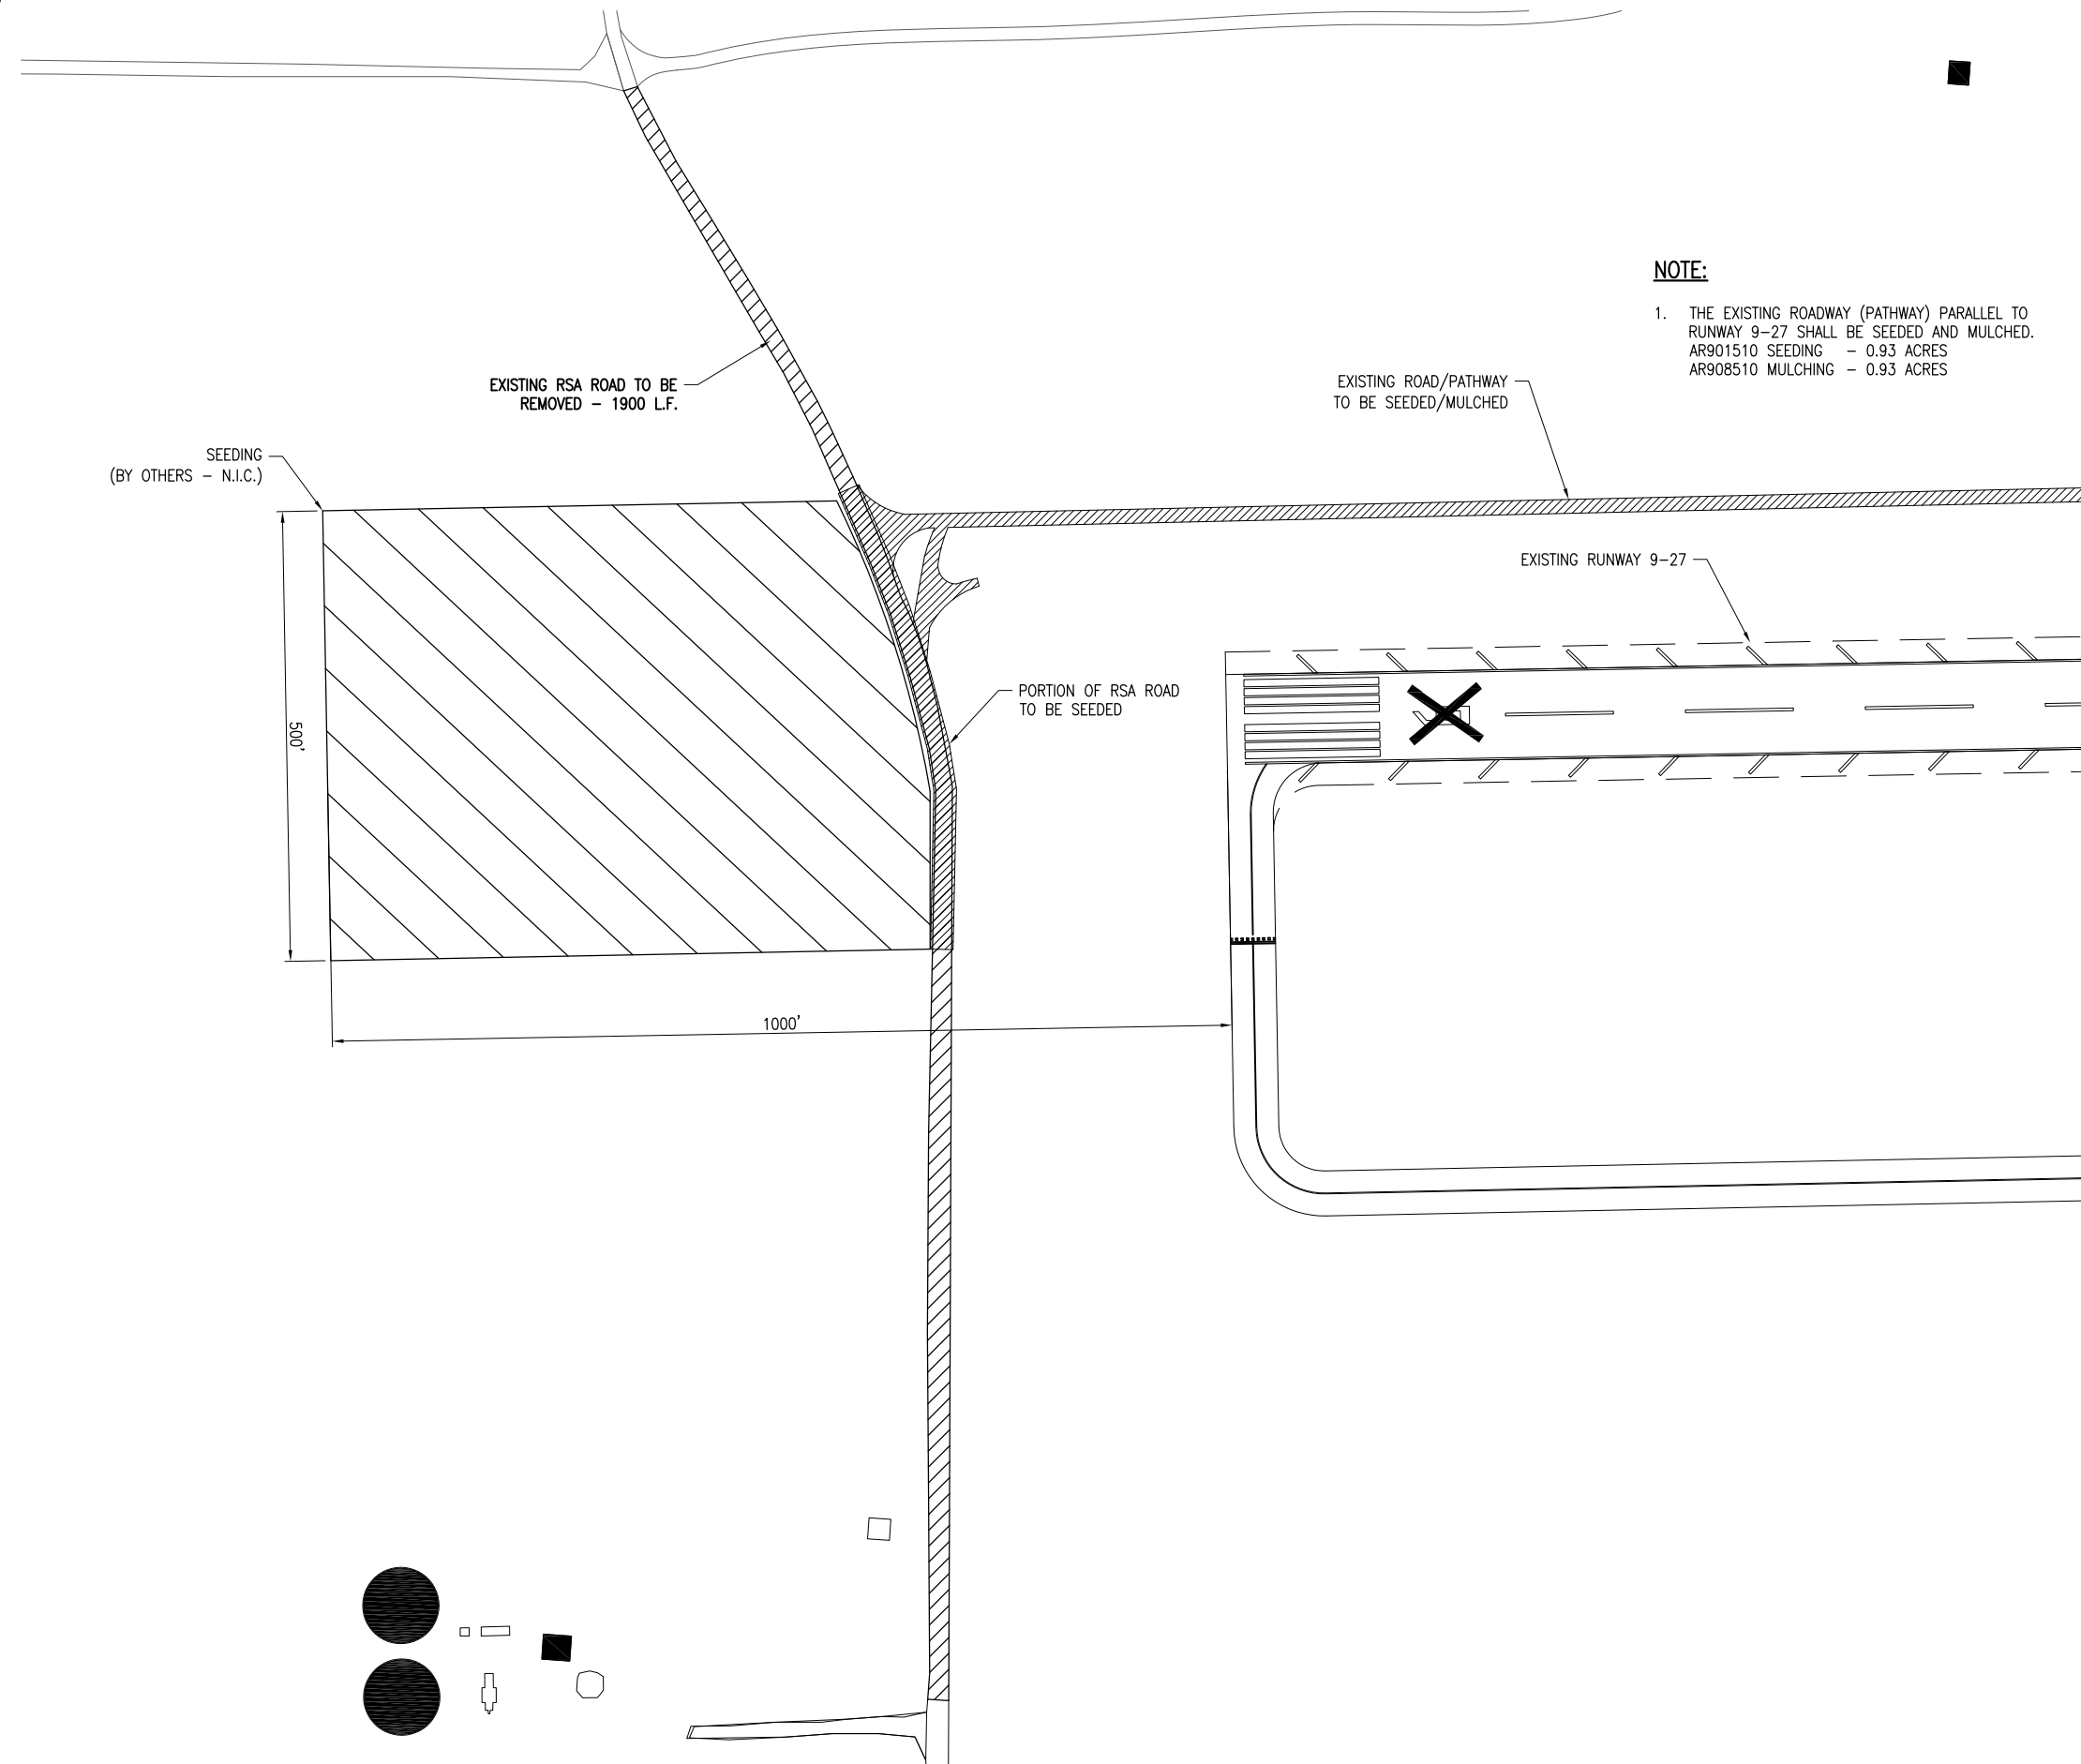 NOTE:
1. THE EXISTING ROADWAY (PATHWAY) PARALLEL TO
RUNWAY 9-27 SHALL BE SEEDED AND MULCHED.
AR901510 SEEDING - 0.93 ACRES
AR908510 MULCHING - 0.93 ACRES
EXISTING RSA ROAD TO BE
REMOVED - 1900 L.F.
EXISTING ROAD/PATHWAY
TO BE SEEDED/MULCHED
SEEDING
(BY OTHERS - N.I.C.)
EXISTING RUNWAY 9-27
PORTION OF RSA ROAD
TO BE SEEDED
500'
1000'